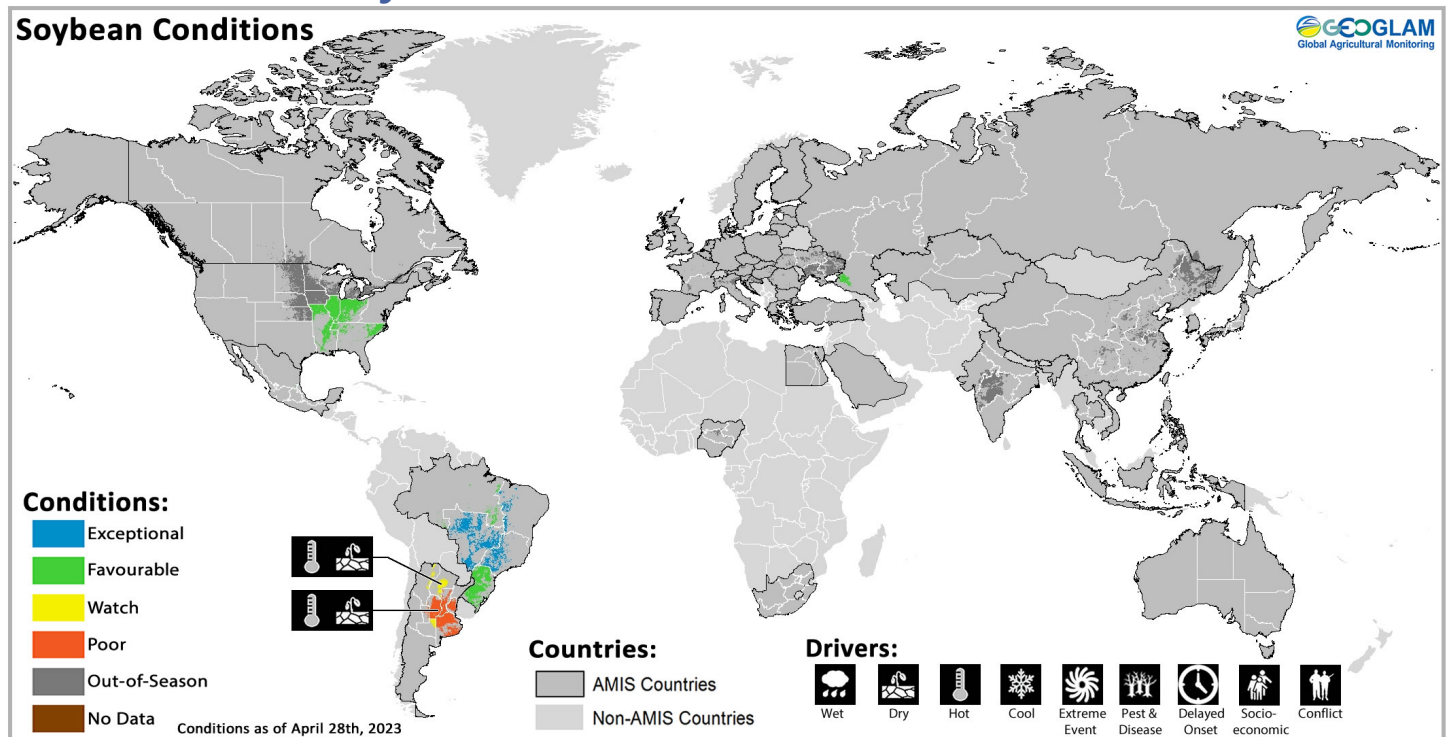 Soybean Conditions
GEOGLAM
Global Agricultural Monitoring
Conditions:
Exceptional
Favourable
Watch
Poor
Out-of-Season
No Data
Conditions as of April 28th, 2023
Countries:
AMIS Countries
Non-AMIS Countries
Drivers:
Wet
Dry
Hot
Cool
Extreme
Event
Pest &
Disease
Delayed
Onset
Socio-
economic
Conflict